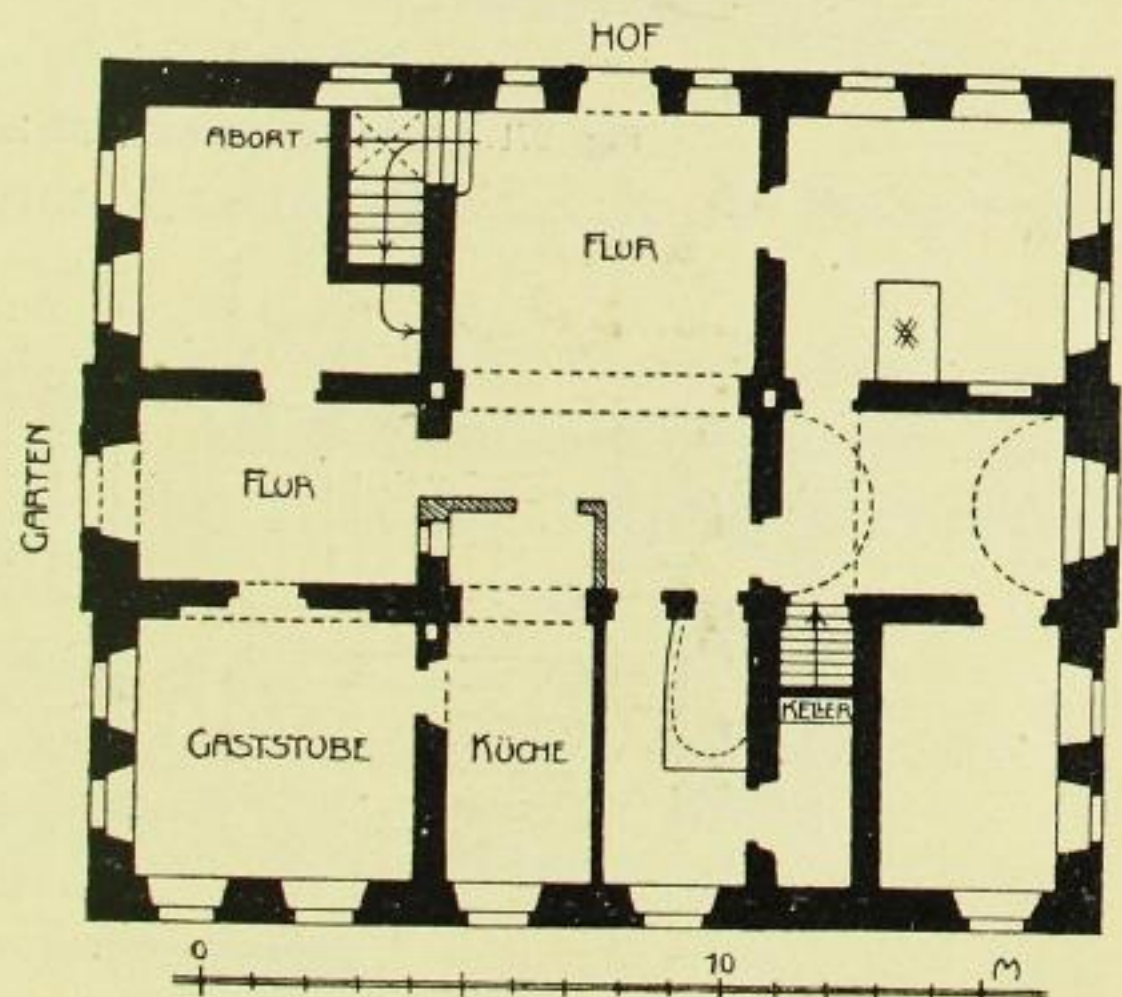 HOF
ABORT
FLUR
GARTEN
FLUR
GASTSTUBE
KÜCHE
KELLER
0 10 M